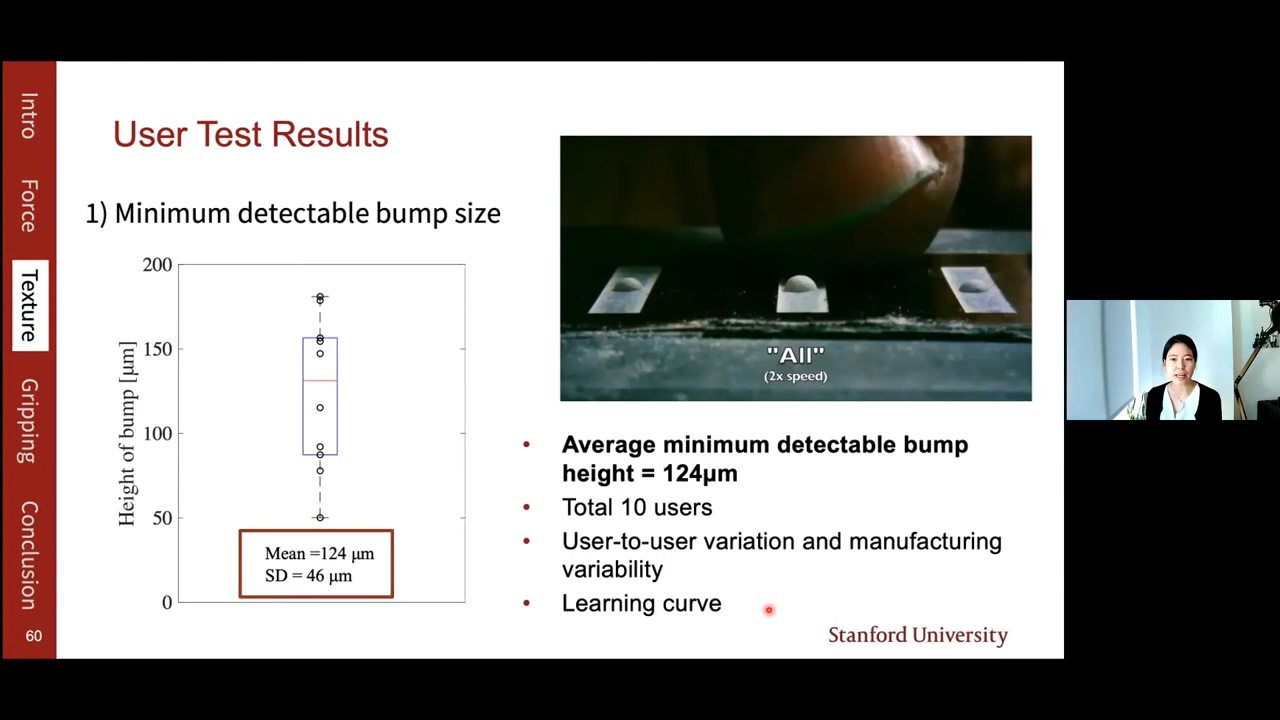 Intro
Force
Texture
Gripping
Conclusion
60
User Test Results
1) Minimum detectable bump size
200
150
100
50
0
Height of bump [µm]
Mean =124 µm
SD = 46 µm
"All"
(2x speed)
• Average minimum detectable bump
height = 124µm
• Total 10 users
• User-to-user variation and manufacturing
variability
• Learning curve
Stanford University